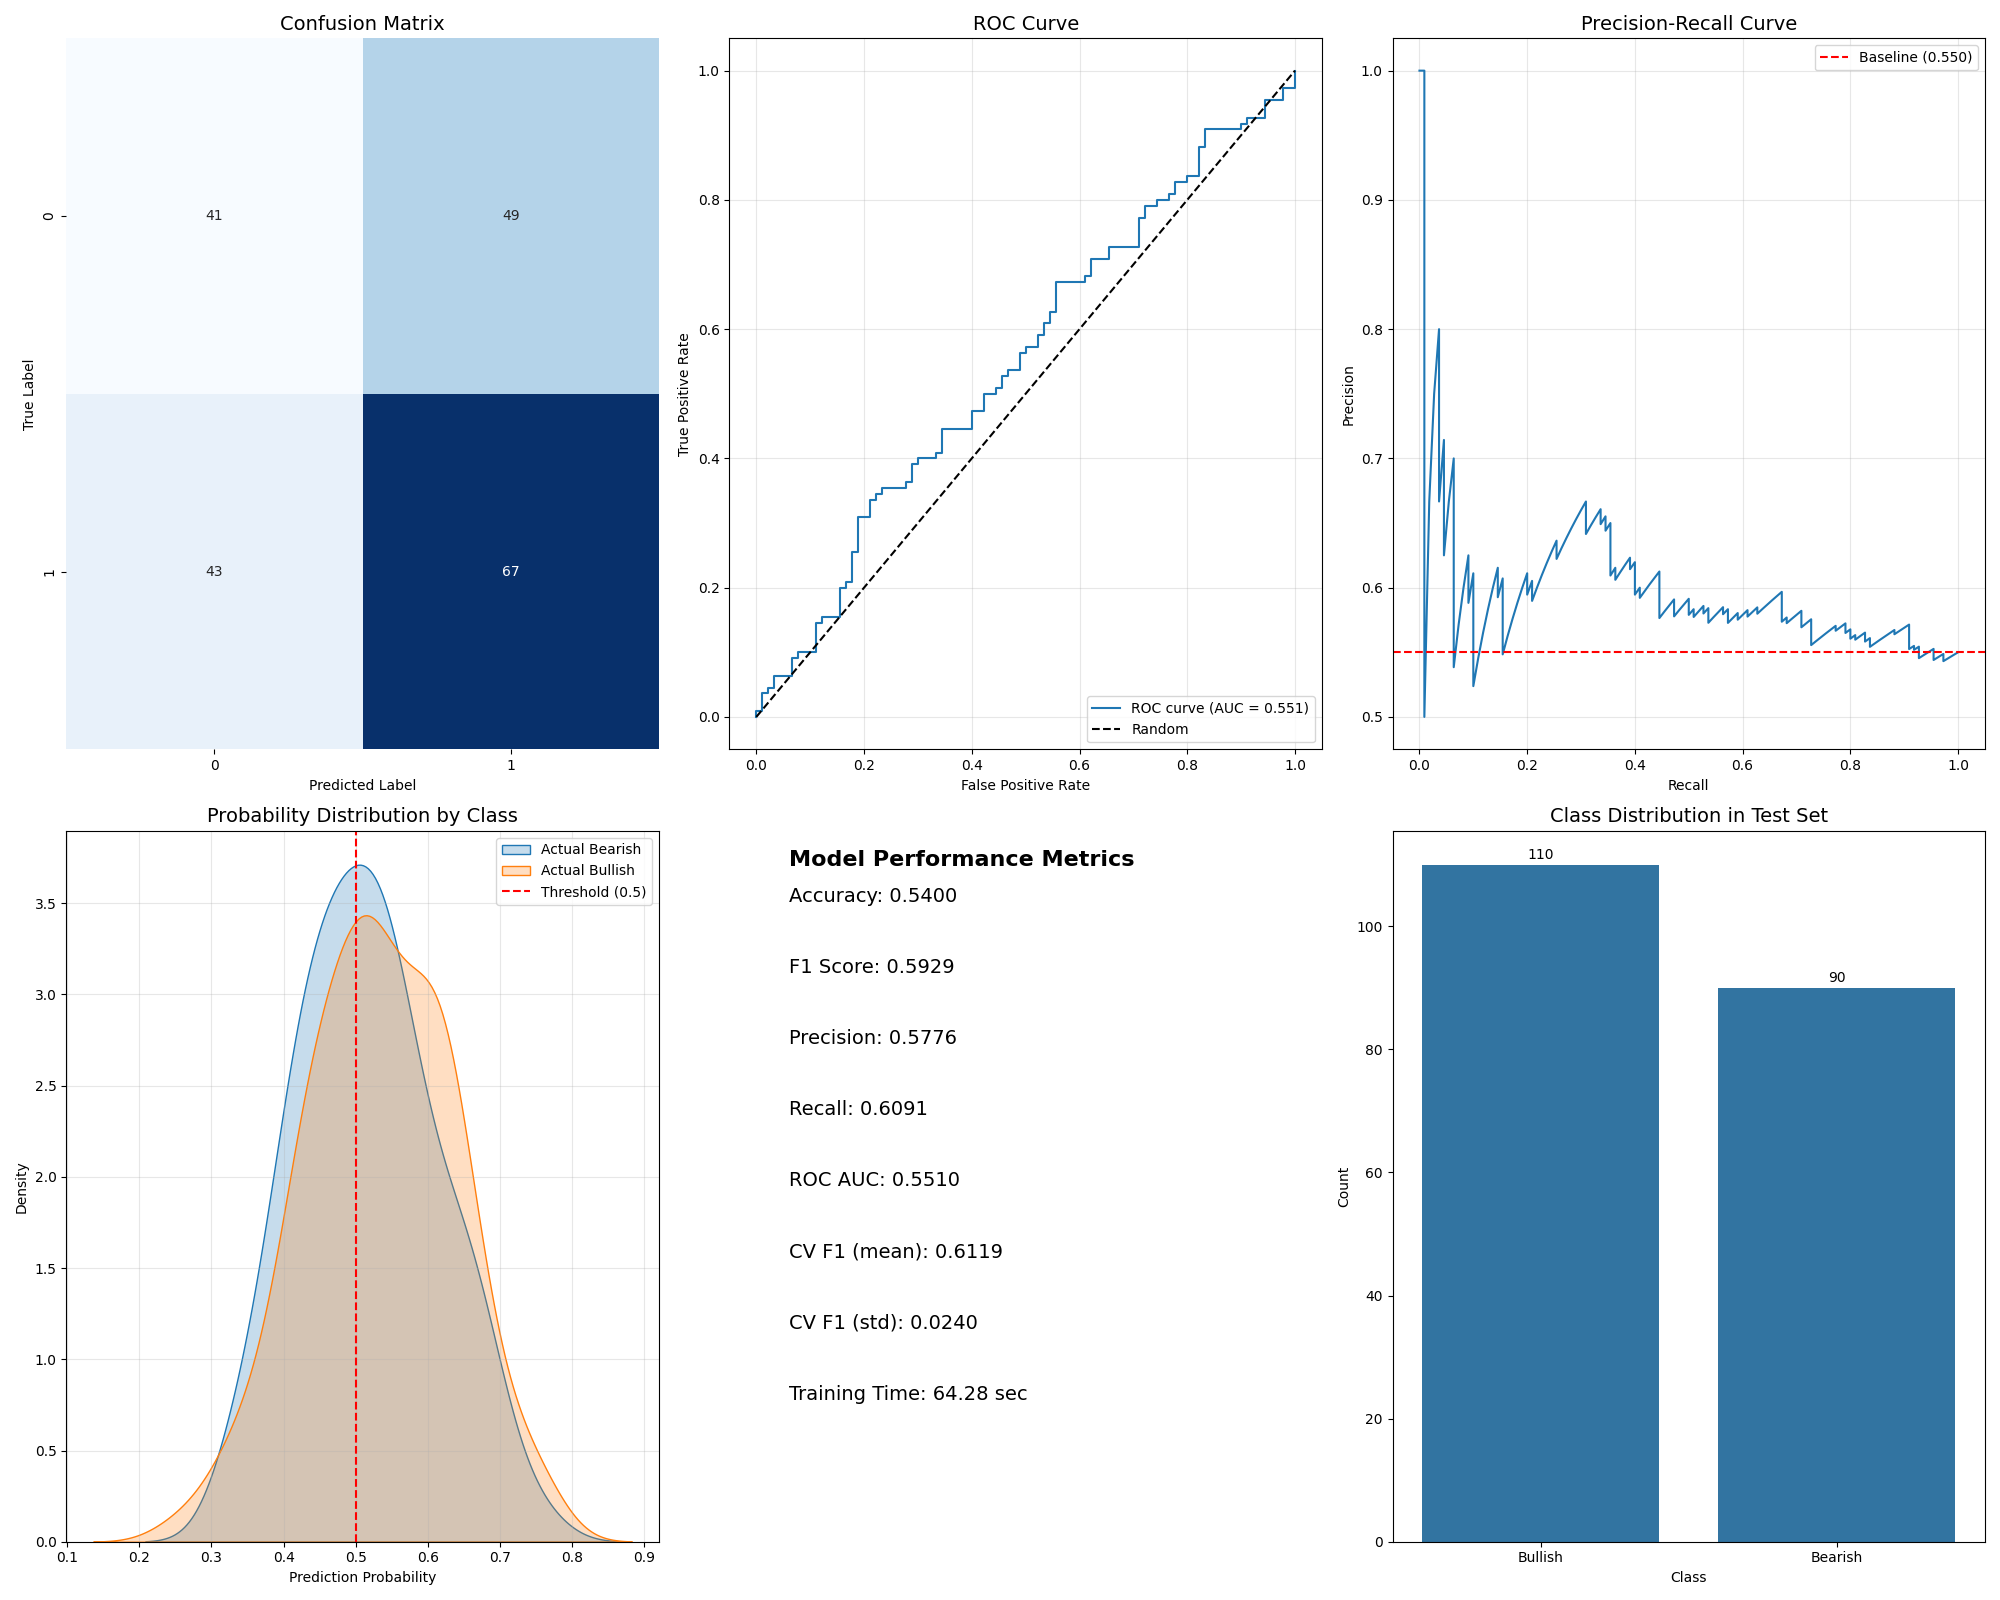 Confusion Matrix
41
49
43
67
0
1
0
1
True Label
Predicted Label
ROC Curve
1.0
0.8
0.6
0.4
0.2
0.0
0.0
0.2
0.4
0.6
0.8
1.0
True Positive Rate
False Positive Rate
ROC curve (AUC = 0.551)
Random
Precision-Recall Curve
Baseline (0.550)
1.0
0.9
0.8
0.7
0.6
0.5
0.0
0.2
0.4
0.6
0.8
1.0
Precision
Recall
Probability Distribution by Class
Actual Bearish
Actual Bullish
Threshold (0.5)
3.5
3.0
2.5
2.0
1.5
1.0
0.5
0.0
0.1
0.2
0.3
0.4
0.5
0.6
0.7
0.8
0.9
Density
Prediction Probability
Model Performance Metrics
Accuracy: 0.5400
F1 Score: 0.5929
Precision: 0.5776
Recall: 0.6091
ROC AUC: 0.5510
CV F1 (mean): 0.6119
CV F1 (std): 0.0240
Training Time: 64.28 sec
Class Distribution in Test Set
110
90
100
80
60
40
20
0
Count
Bullish
Bearish
Class